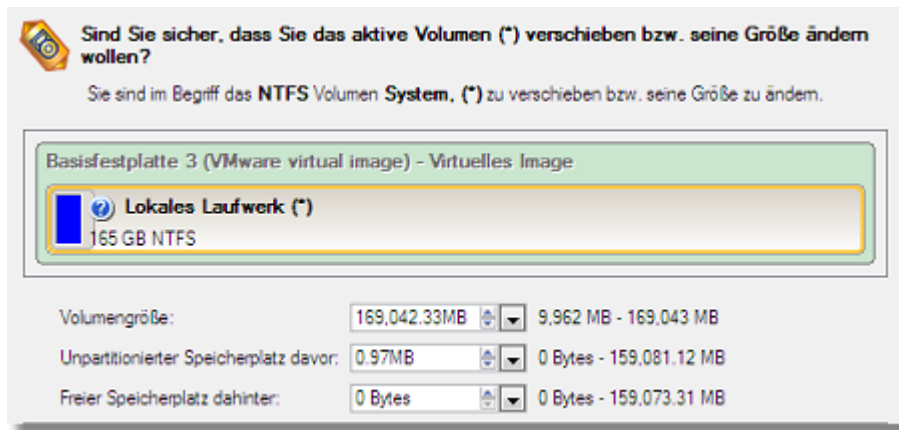 Sind Sie sicher, dass Sie das aktive Volumen (*) verschieben bzw. seine Größe ändern
wollen?
Sie sind im Begriff das NTFS Volumen System, (*) zu verschieben bzw. seine Größe zu ändern.
Basisfestplatte 3 (VMware virtual image) - Virtuelles Image
Lokales Laufwerk (*)
165 GB NTFS
Volumengröße: 169,042.33MB 9,962 MB - 169,043 MB
Unpartitionierter Speicherplatz davor: 0.97MB 0 Bytes - 159,081.12 MB
Freier Speicherplatz dahinter: 0 Bytes 0 Bytes - 159,073.31 MB